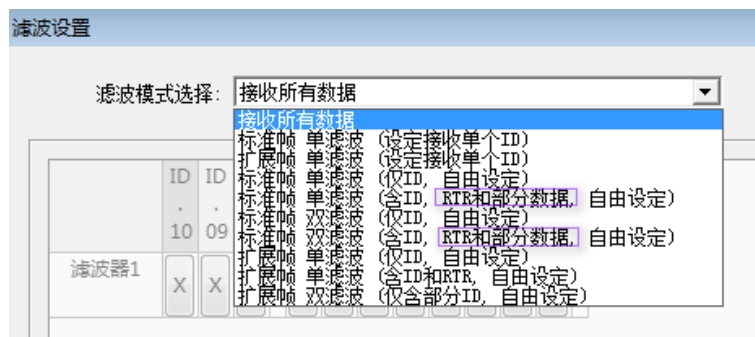 滤波设置
滤波模式选择: 接收所有数据
接收所有数据
标准帧 单滤波 (设定接收单个ID)
扩展帧 单滤波 (设定接收单个ID)
标准帧 单滤波 (仅ID, 自由设定)
标准帧 单滤波 (含ID, RTR和部分数据, 自由设定)
标准帧 双滤波 (仅ID, 自由设定)
标准帧 双滤波 (含ID, RTR和部分数据, 自由设定)
扩展帧 单滤波 (仅ID, 自由设定)
扩展帧 单滤波 (含ID和RTR, 自由设定)
扩展帧 双滤波 (仅含部分ID, 自由设定)
ID ID
. .
10 09
滤波器1 X X